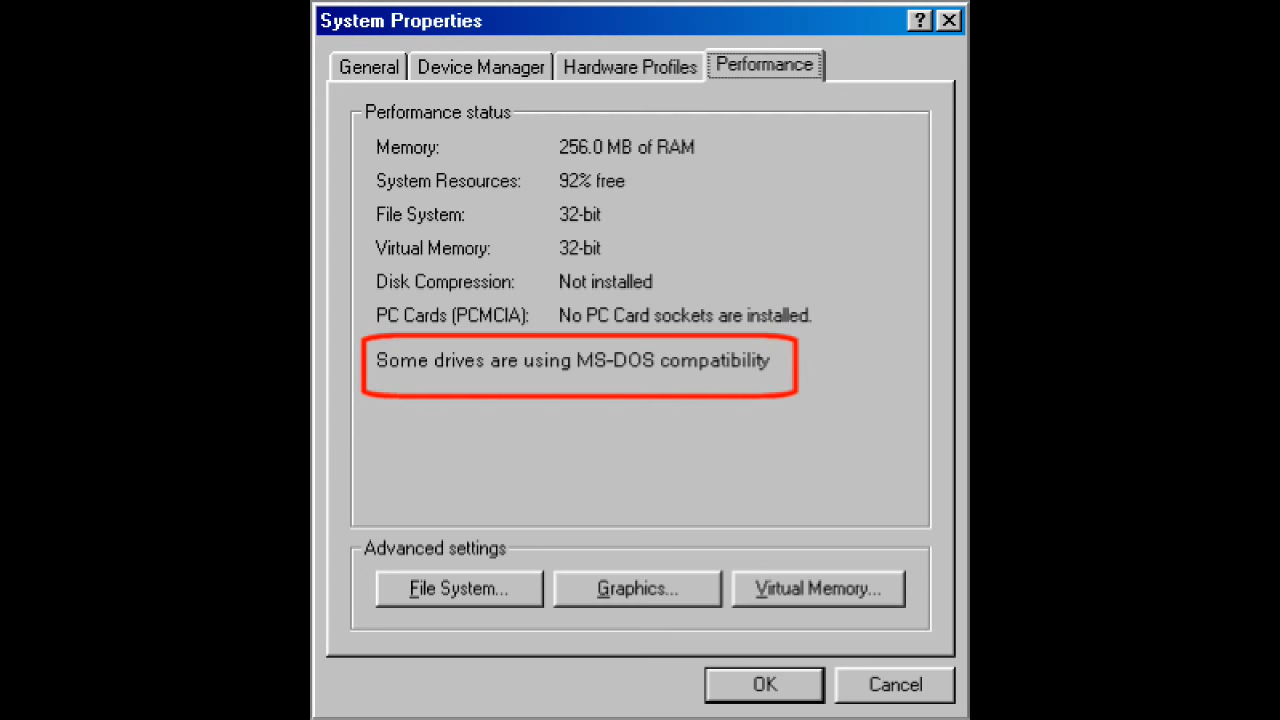 System Properties
General Device Manager Hardware Profiles Performance
Performance status
Memory: 256.0 MB of RAM
System Resources: 92% free
File System: 32-bit
Virtual Memory: 32-bit
Disk Compression: Not installed
PC Cards (PCMCIA): No PC Card sockets are installed.
Some drives are using MS-DOS compatibility
Advanced settings
File System... Graphics... Virtual Memory...
OK Cancel